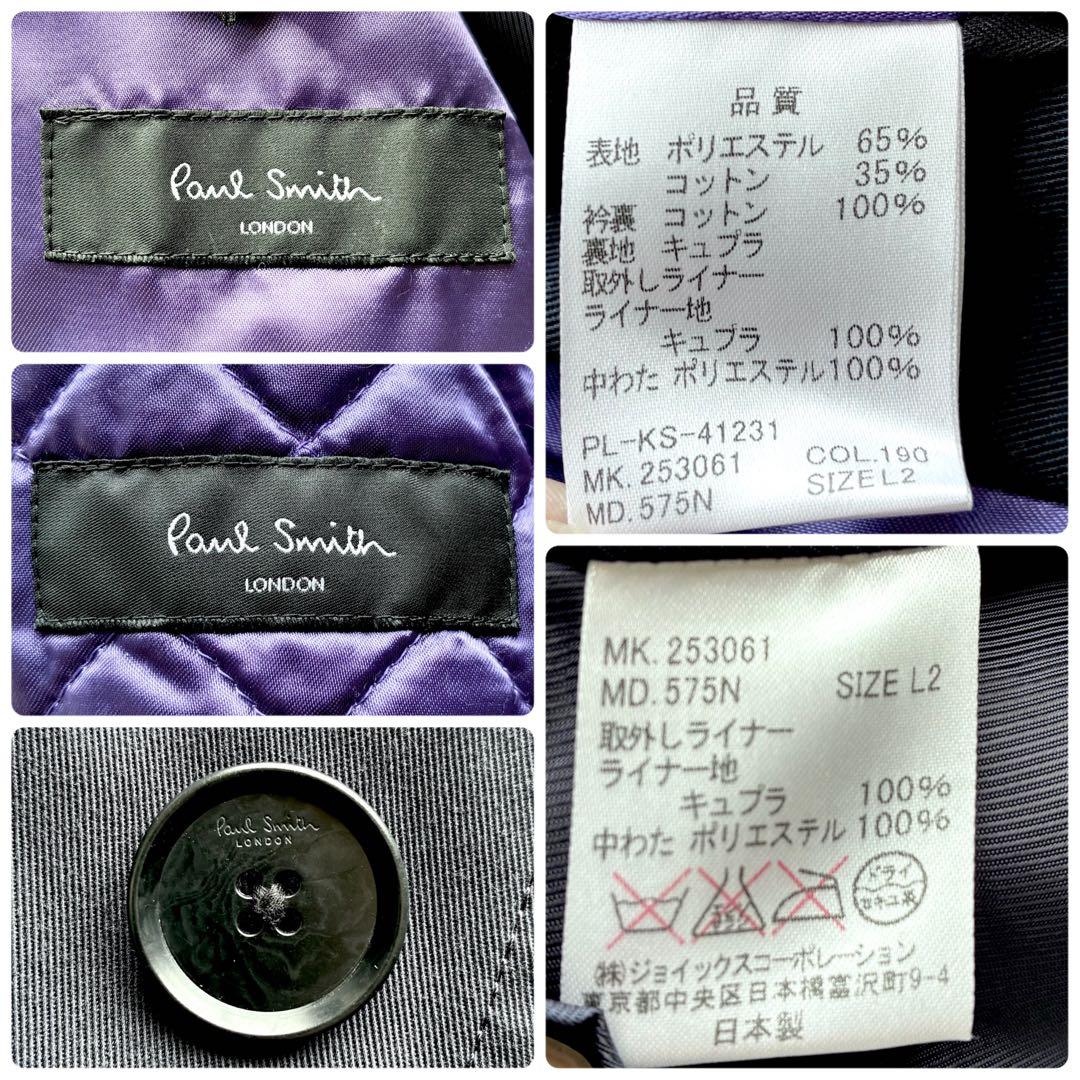 Paul Smith
LONDON
Paul Smith
LONDON
Paul Smith
LONDON
品質
表地 ポリエステル 65%
コットン 35%
衿裏 コットン 100%
裏地 キュプラ
取外しライナー
ライナー地
キュプラ 100%
中わた ポリエステル100%
PL-KS-41231
MK. 253061 COL.190
MD. 575N SIZE L2
MK. 253061
MD. 575N SIZE L2
取外しライナー
ライナー地
キュプラ 100%
中わた ポリエステル 100%
ドライ
セキユ系
㈱ジョイックスコーポレーション
東京都中央区日本橋富沢町9-4
日本製